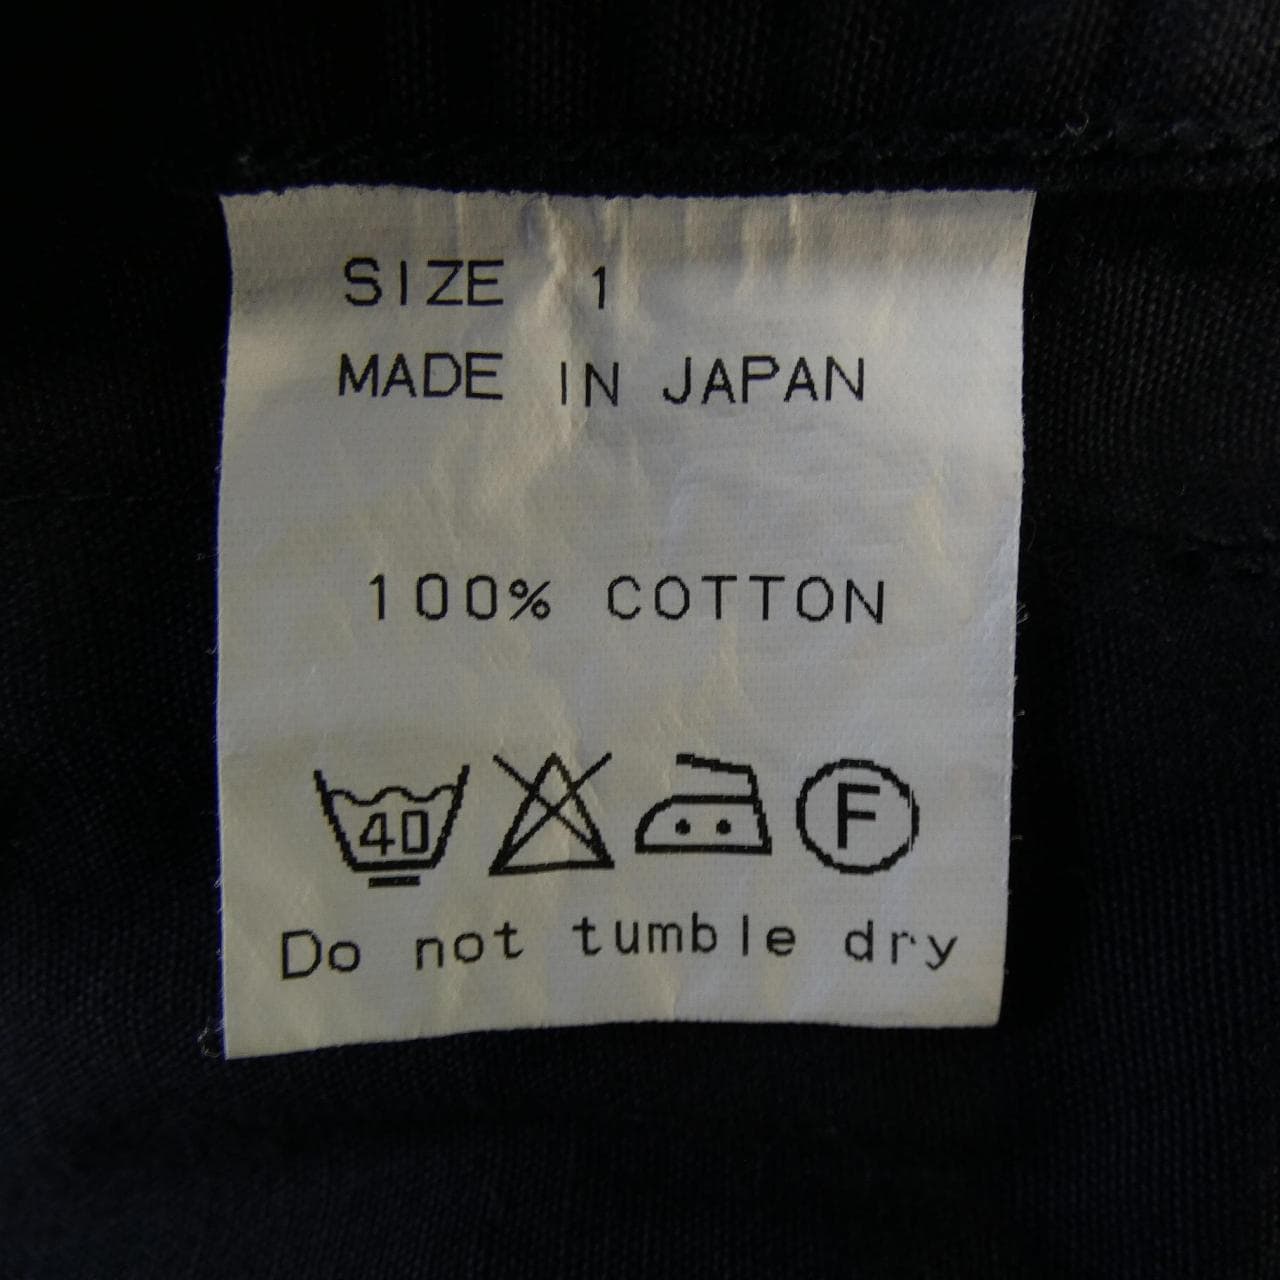 SIZE 1
MADE IN JAPAN
100% COTTON
40 F
Do not tumble dry